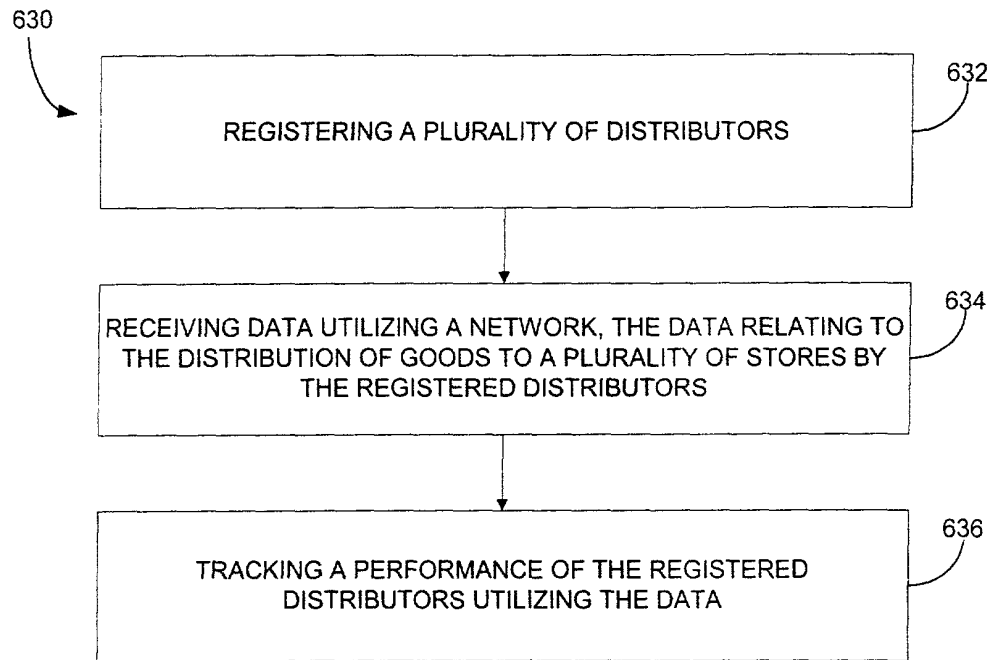 630
632
REGISTERING A PLURALITY OF DISTRIBUTORS
634
RECEIVING DATA UTILIZING A NETWORK, THE DATA RELATING TO
THE DISTRIBUTION OF GOODS TO A PLURALITY OF STORES BY
THE REGISTERED DISTRIBUTORS
636
TRACKING A PERFORMANCE OF THE REGISTERED
DISTRIBUTORS UTILIZING THE DATA